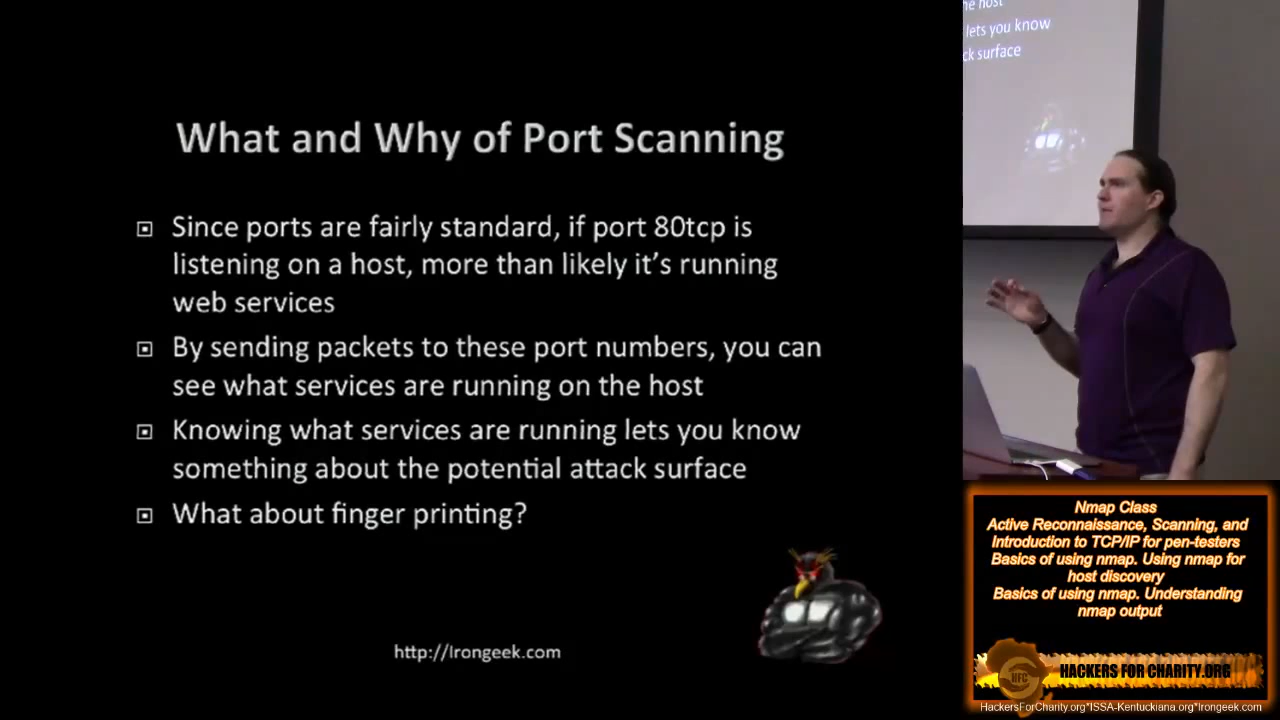 What and Why of Port Scanning
Since ports are fairly standard, if port 80tcp is
listening on a host, more than likely it's running
web services
By sending packets to these port numbers, you can
see what services are running on the host
Knowing what services are running lets you know
something about the potential attack surface
What about finger printing?
http://Irongeek.com
he host
lets you know
ck surface
Nmap Class
Active Reconnaissance, Scanning, and
Introduction to TCP/IP for pen-testers
Basics of using nmap. Using nmap for
host discovery
Basics of using nmap. Understanding
nmap output
HFC
HACKERS FOR CHARITY.ORG
HackersForCharity.org*ISSA-Kentuckiana.org*Irongeek.com